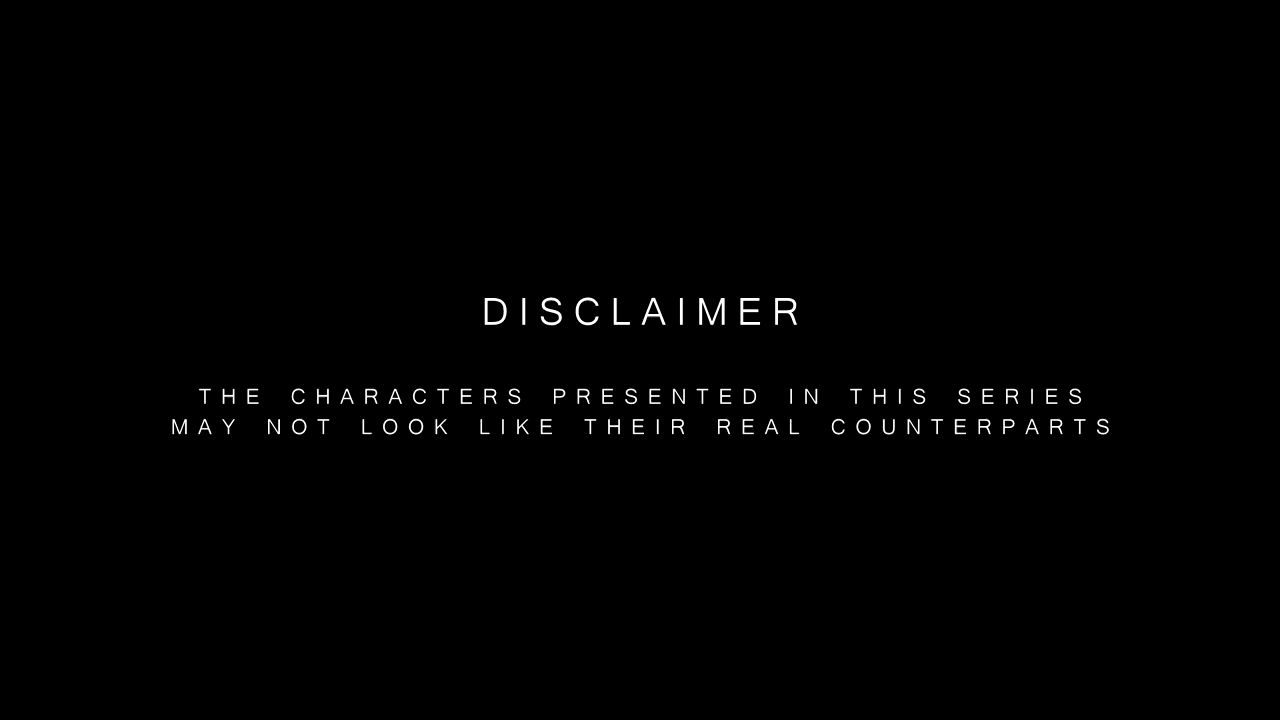 DISCLAIMER
THE CHARACTERS PRESENTED IN THIS SERIES
MAY NOT LOOK LIKE THEIR REAL COUNTERPARTS